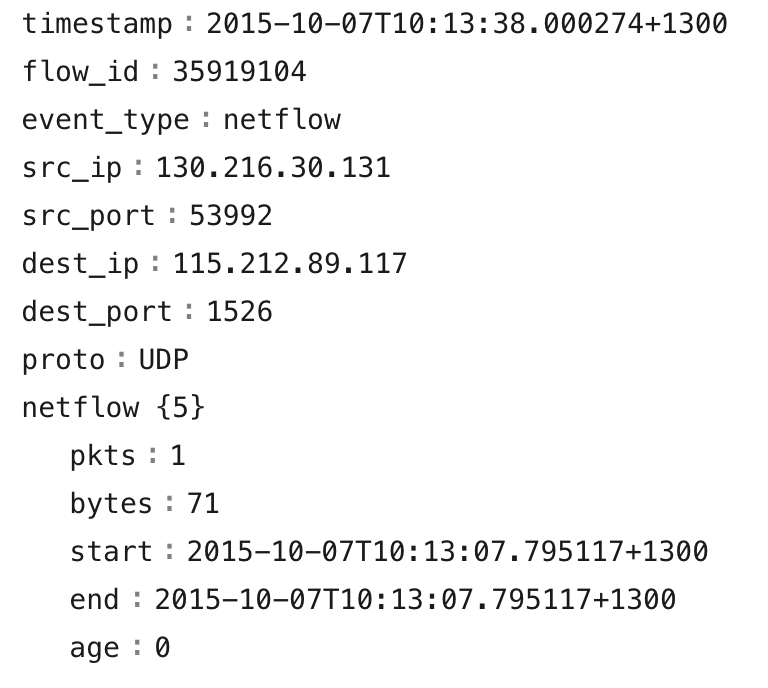 timestamp : 2015-10-07T10:13:38.000274+1300
flow_id : 35919104
event_type : netflow
src_ip : 130.216.30.131
src_port : 53992
dest_ip : 115.212.89.117
dest_port : 1526
proto : UDP
netflow {5}
pkts : 1
bytes : 71
start : 2015-10-07T10:13:07.795117+1300
end : 2015-10-07T10:13:07.795117+1300
age : 0